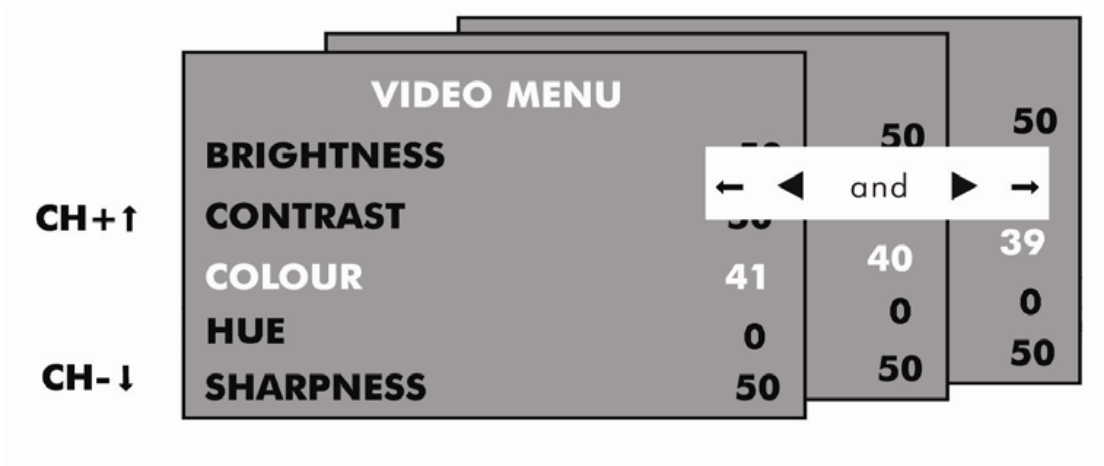 VIDEO MENU
50
50
BRIGHTNESS
← ◀ and ▶ →
CH+↑
CONTRAST
COLOUR 41 40 39
HUE 0 0 0
CH-↓
SHARPNESS 50 50 50